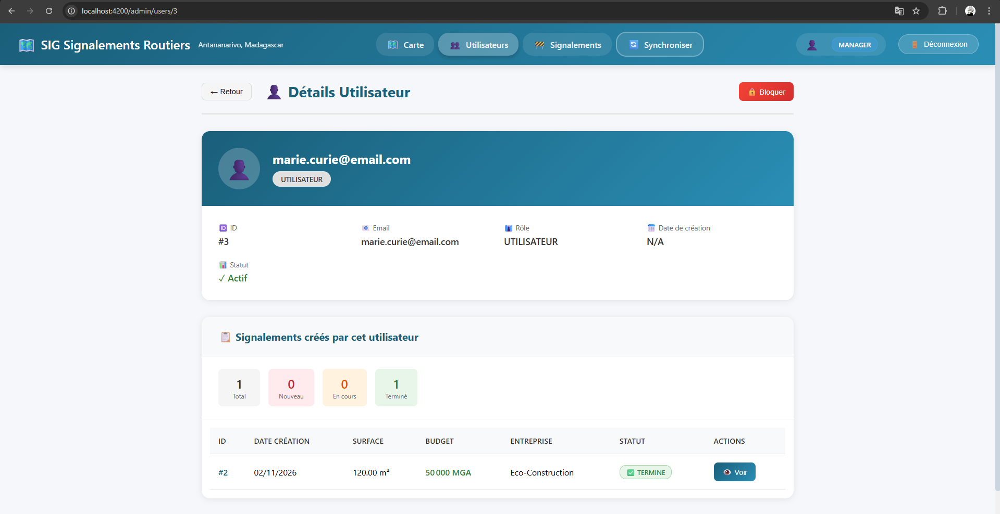 localhost:4200/admin/users/3
SIG Signalements Routiers
Antananarivo, Madagascar
Carte
Utilisateurs
Signalements
Synchroniser
MANAGER
Déconnexion
← Retour
Détails Utilisateur
Bloquer
marie.curie@email.com
UTILISATEUR
ID
#3
Email
marie.curie@email.com
Rôle
UTILISATEUR
Date de création
N/A
Statut
✓ Actif
Signalements créés par cet utilisateur
1
Total
0
Nouveau
0
En cours
1
Terminé
ID DATE CRÉATION SURFACE BUDGET ENTREPRISE STATUT ACTIONS
#2 02/11/2026 120.00 m² 50 000 MGA Eco-Construction TERMINE Voir